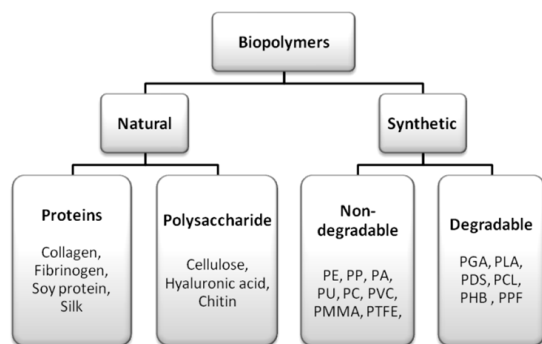 Biopolymers
Natural
Synthetic
Proteins
Collagen,
Fibrinogen,
Soy protein,
Silk
Polysaccharide
Cellulose,
Hyaluronic acid,
Chitin
Non-
degradable
PE, PP, PA,
PU, PC, PVC,
PMMA, PTFE,
Degradable
PGA, PLA,
PDS, PCL,
PHB , PPF